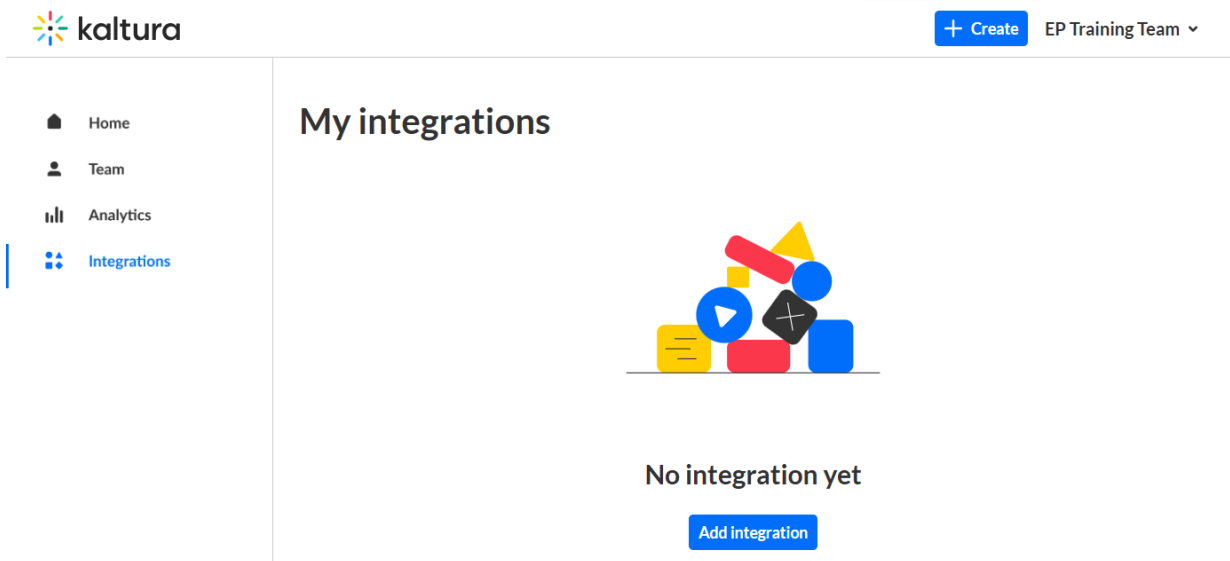 kaltura
Create
EP Training Team
Home
Team
Analytics
Integrations
My integrations
No integration yet
Add integration